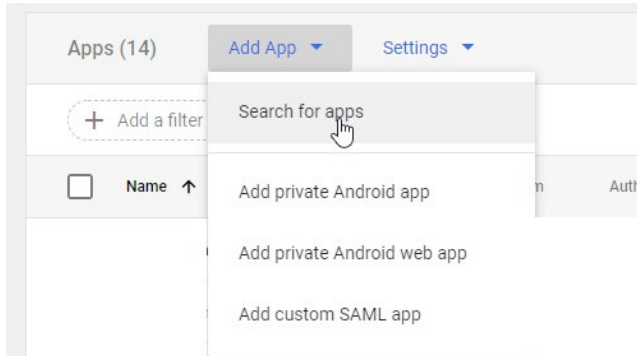 Apps (14) Add App Settings
Search for apps
Add a filter
Name
Add private Android app
Add private Android web app
Add custom SAML app